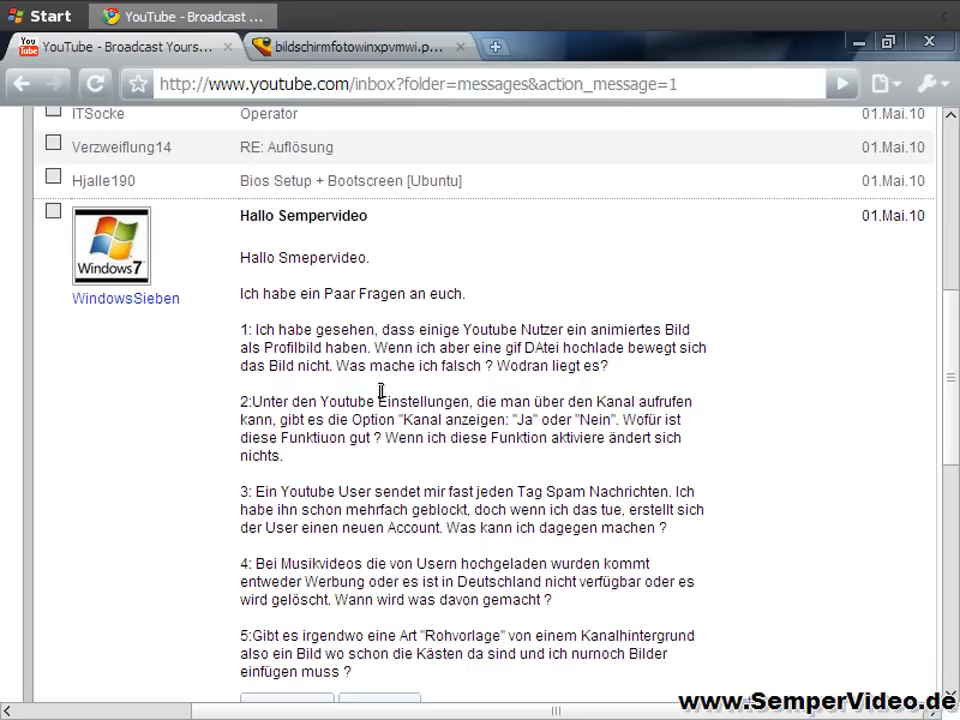 Start
YouTube - Broadcast ...
YouTube - Broadcast Yours...
bildschirmfotowinxpvmwi.p...
http://www.youtube.com/inbox?folder=messages&action_message=1
ITSocke Operator 01.Mai.10
Verzweiflung14 RE: Auflösung 01.Mai.10
Hjalle190 Bios Setup + Bootscreen [Ubuntu] 01.Mai.10
Hallo Sempervideo 01.Mai.10
Windows 7
WindowsSieben
Hallo Smepervideo.
Ich habe ein Paar Fragen an euch.
1: Ich habe gesehen, dass einige Youtube Nutzer ein animiertes Bild
als Profilbild haben. Wenn ich aber eine gif DAtei hochlade bewegt sich
das Bild nicht. Was mache ich falsch ? Wodran liegt es?
2:Unter den Youtube Einstellungen, die man über den Kanal aufrufen
kann, gibt es die Option "Kanal anzeigen: "Ja" oder "Nein". Wofür ist
diese Funktiuon gut ? Wenn ich diese Funktion aktiviere ändert sich
nichts.
3: Ein Youtube User sendet mir fast jeden Tag Spam Nachrichten. Ich
habe ihn schon mehrfach geblockt, doch wenn ich das tue, erstellt sich
der User einen neuen Account. Was kann ich dagegen machen ?
4: Bei Musikvideos die von Usern hochgeladen wurden kommt
entweder Werbung oder es ist in Deutschland nicht verfügbar oder es
wird gelöscht. Wann wird was davon gemacht ?
5:Gibt es irgendwo eine Art "Rohvorlage" von einem Kanalhintergrund
also ein Bild wo schon die Kästen da sind und ich nurnoch Bilder
einfügen muss ?
www.SemperVideo.de